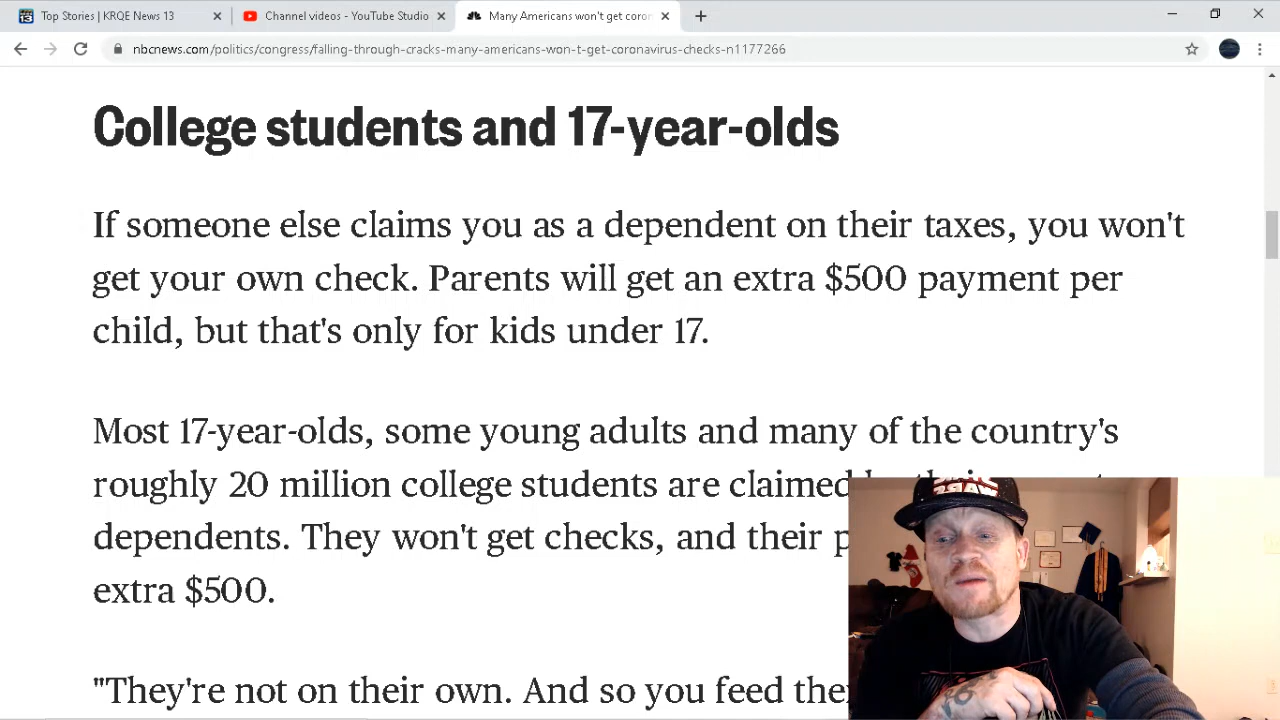 Top Stories | KRQE News 13
Channel videos - YouTube Studio
Many Americans won't get coron
nbcnews.com/politics/congress/falling-through-cracks-many-americans-won-t-get-coronavirus-checks-n1177266
College students and 17-year-olds
If someone else claims you as a dependent on their taxes, you won't
get your own check. Parents will get an extra $500 payment per
child, but that's only for kids under 17.
Most 17-year-olds, some young adults and many of the country's
roughly 20 million college students are claimed
dependents. They won't get checks, and their
extra $500.
"They're not on their own. And so you feed